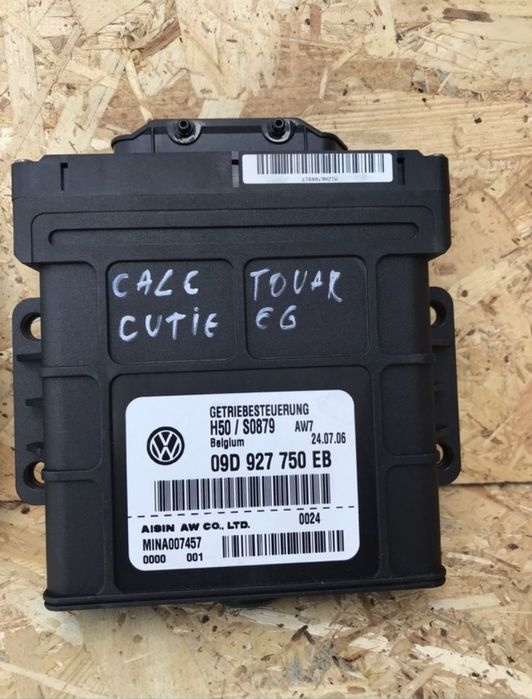 CALC TOUAR
CUTIE EG
GETRIEBESTEUERUNG
H50 / S0879 AW7
Belgium 24.07.06
09D 927 750 EB
AISIN AW CO., LTD. 0024
MINA007457
0000 001